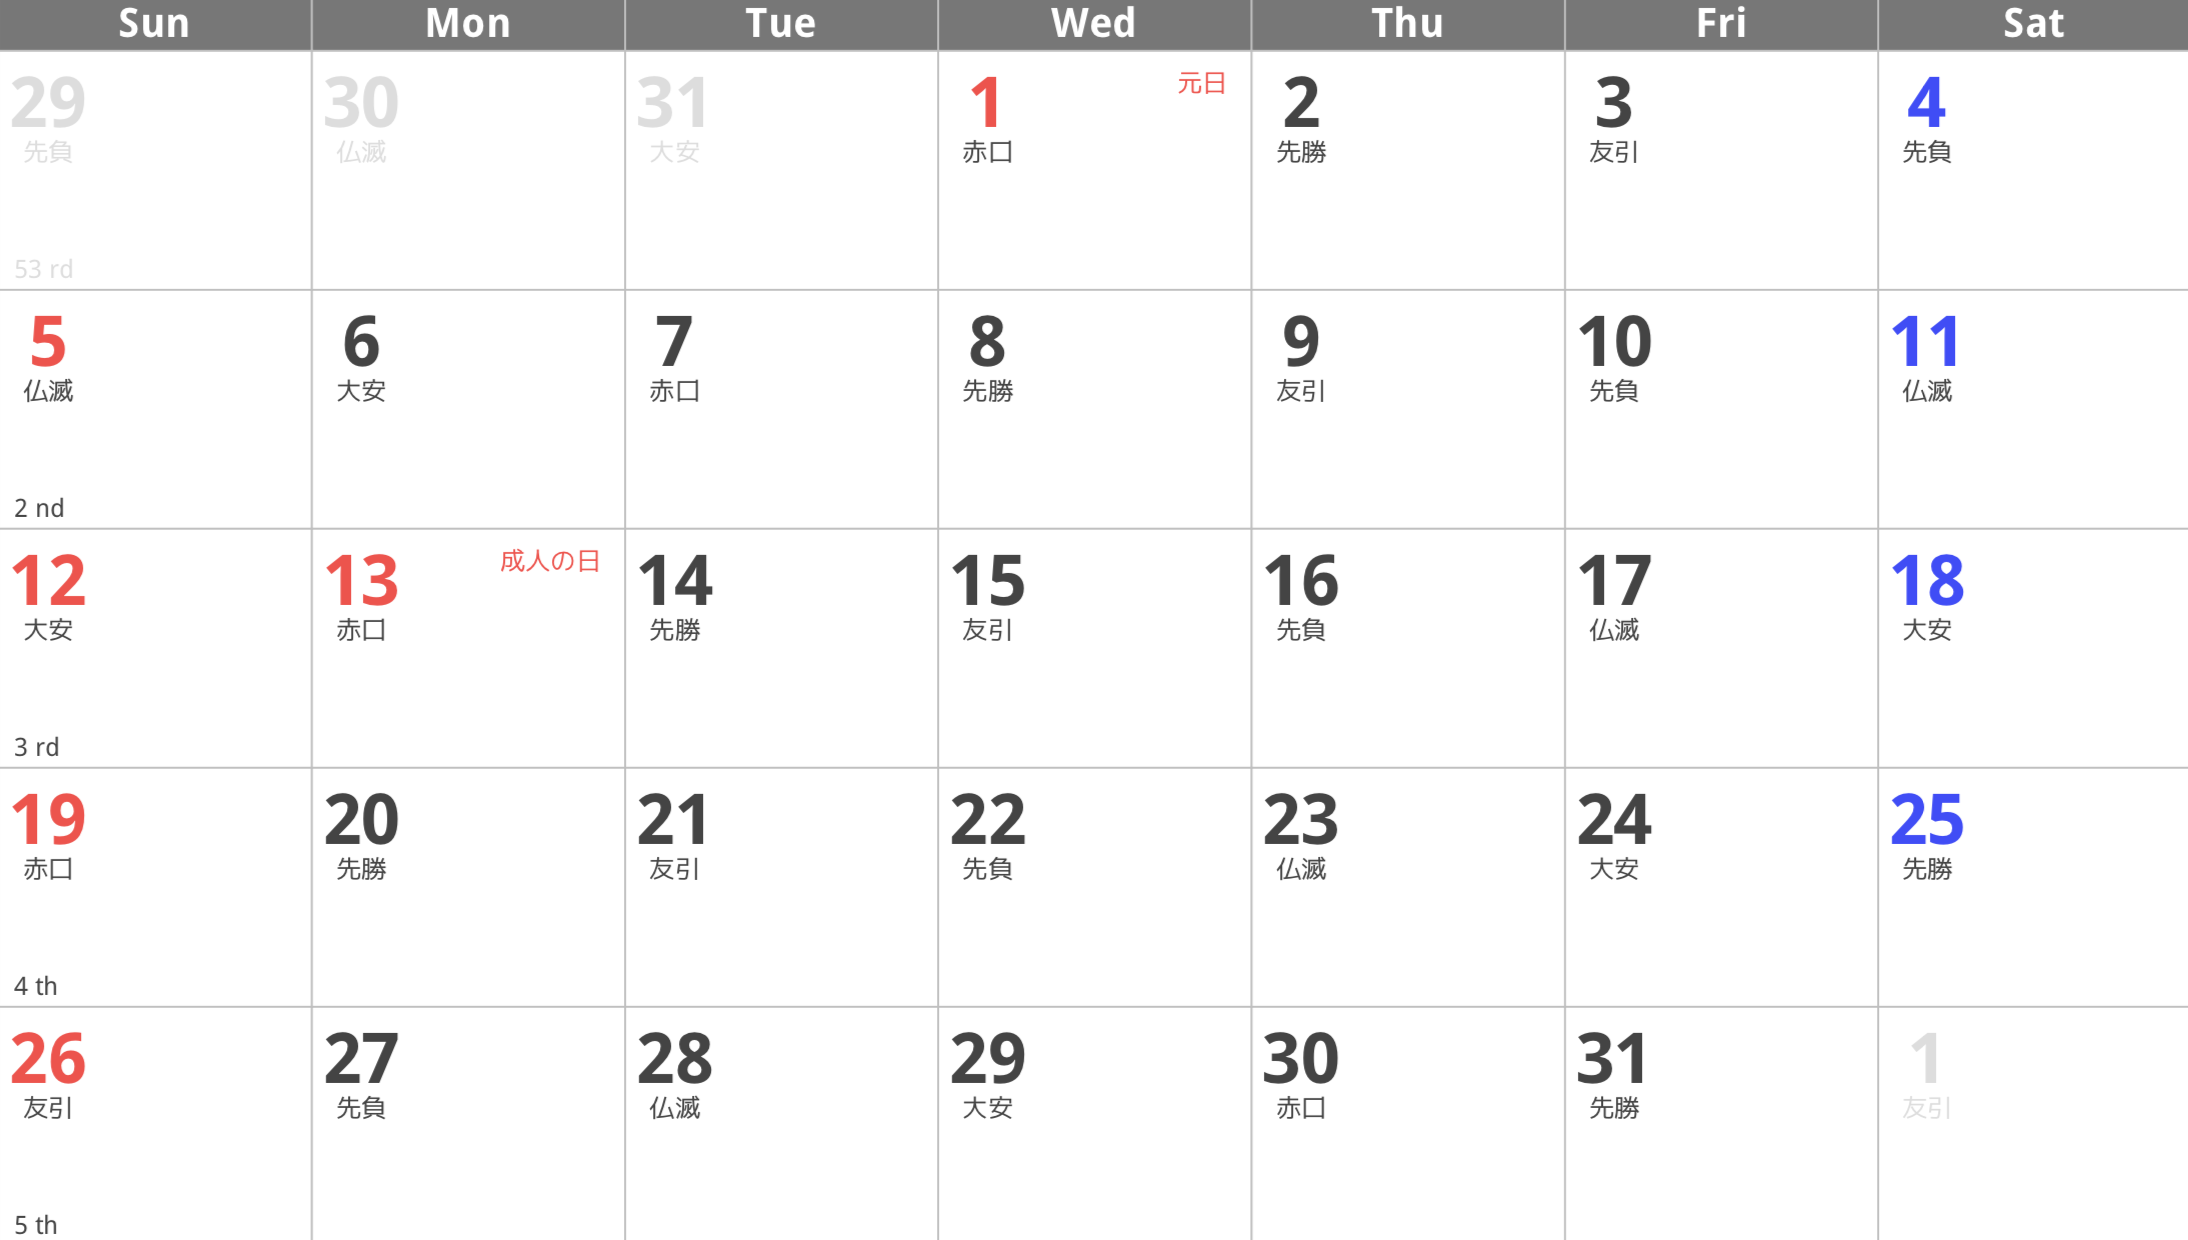 Sun Mon Tue Wed Thu Fri Sat
29 30 31 1 元日 2 3 4
先負 仏滅 大安 赤口 先勝 友引 先負
53 rd
5 6 7 8 9 10 11
仏滅 大安 赤口 先勝 友引 先負 仏滅
2 nd
12 13 成人の日 14 15 16 17 18
大安 赤口 先勝 友引 先負 仏滅 大安
3 rd
19 20 21 22 23 24 25
赤口 先勝 友引 先負 仏滅 大安 先勝
4 th
26 27 28 29 30 31 1
友引 先負 仏滅 大安 赤口 先勝 友引
5 th